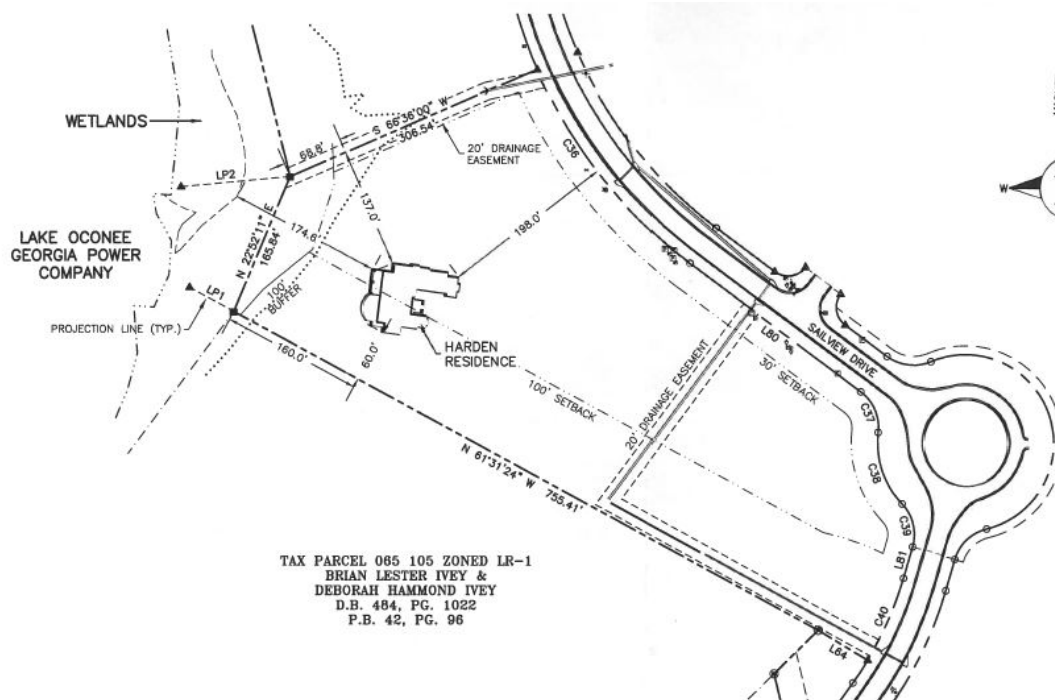 WETLANDS
LP2
68.8'
S 66°36'00" W
306.54'
20' DRAINAGE
EASEMENT
C36
W
137.0'
174.6'
198.0'
LAKE OCONEE
GEORGIA POWER
COMPANY
N 22°52'11" E
165.84'
LP1
PROJECTION LINE (TYP.)
100'
BUFFER
160.0'
60.0'
HARDEN
RESIDENCE
100' SETBACK
20' DRAINAGE EASEMENT
L80
SAILVIEW DRIVE
30' SETBACK
C37
C38
C39
L81
C40
L64
N 61°31'24" W 755.41'
TAX PARCEL 065 105 ZONED LR-1
BRIAN LESTER IVEY &
DEBORAH HAMMOND IVEY
D.B. 484, PG. 1022
P.B. 42, PG. 96